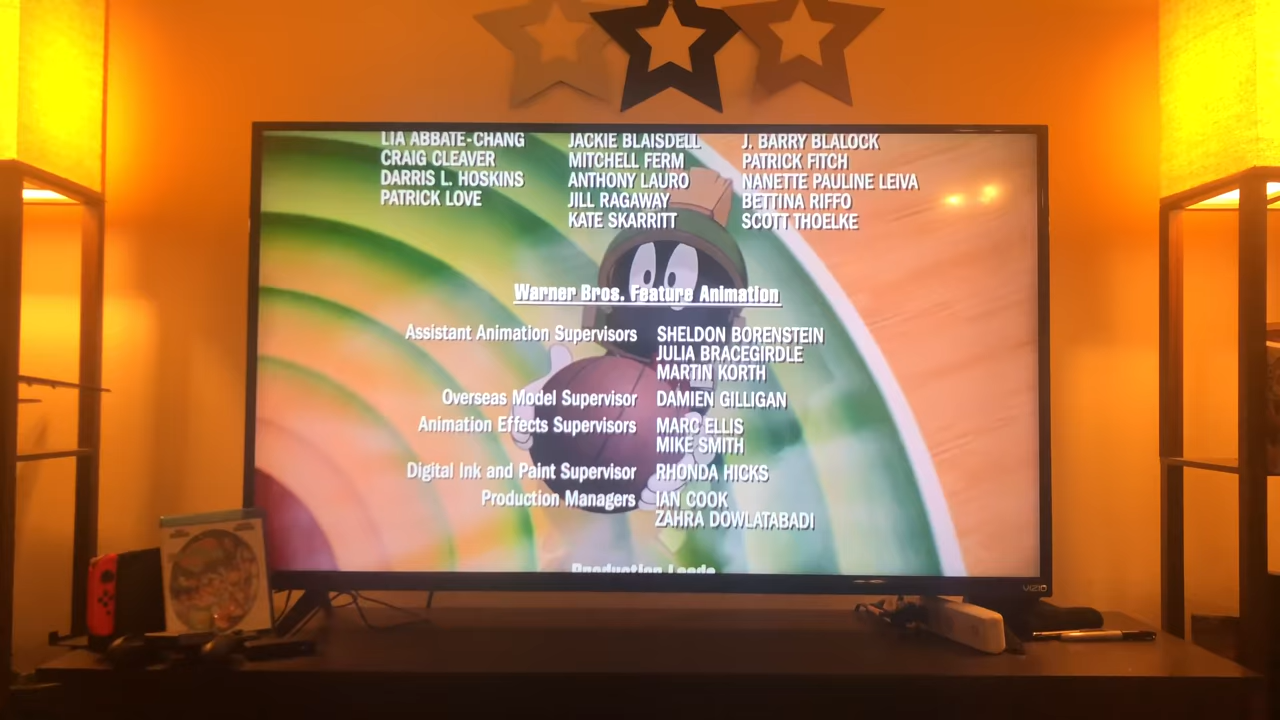 LIA ABBATE-CHANG JACKIE BLAISDELL J. BARRY BLALOCK
CRAIG CLEAVER MITCHELL FERM PATRICK FITCH
DARRIS L. HOSKINS ANTHONY LAURO NANETTE PAULINE LEIVA
PATRICK LOVE JILL RAGAWAY BETTINA RIFFO
KATE SKARRITT SCOTT THOELKE
Warner Bros. Feature Animation
Assistant Animation Supervisors SHELDON BORENSTEIN
JULIA BRACEGIRDLE
MARTIN KORTH
Overseas Model Supervisor DAMIEN GILLIGAN
Animation Effects Supervisors MARC ELLIS
MIKE SMITH
Digital Ink and Paint Supervisor RHONDA HICKS
Production Managers IAN COOK
ZAHRA DOWLATABADI
Production Leads
VIZIO